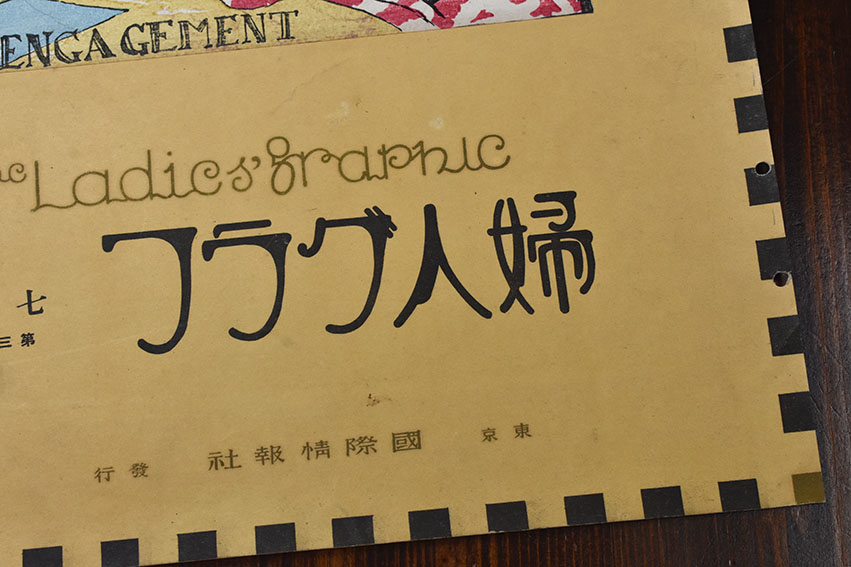 ENGAGEMENT
Ladies' graphic
婦人グラフ
七
第三
東京 國際情報社 發行